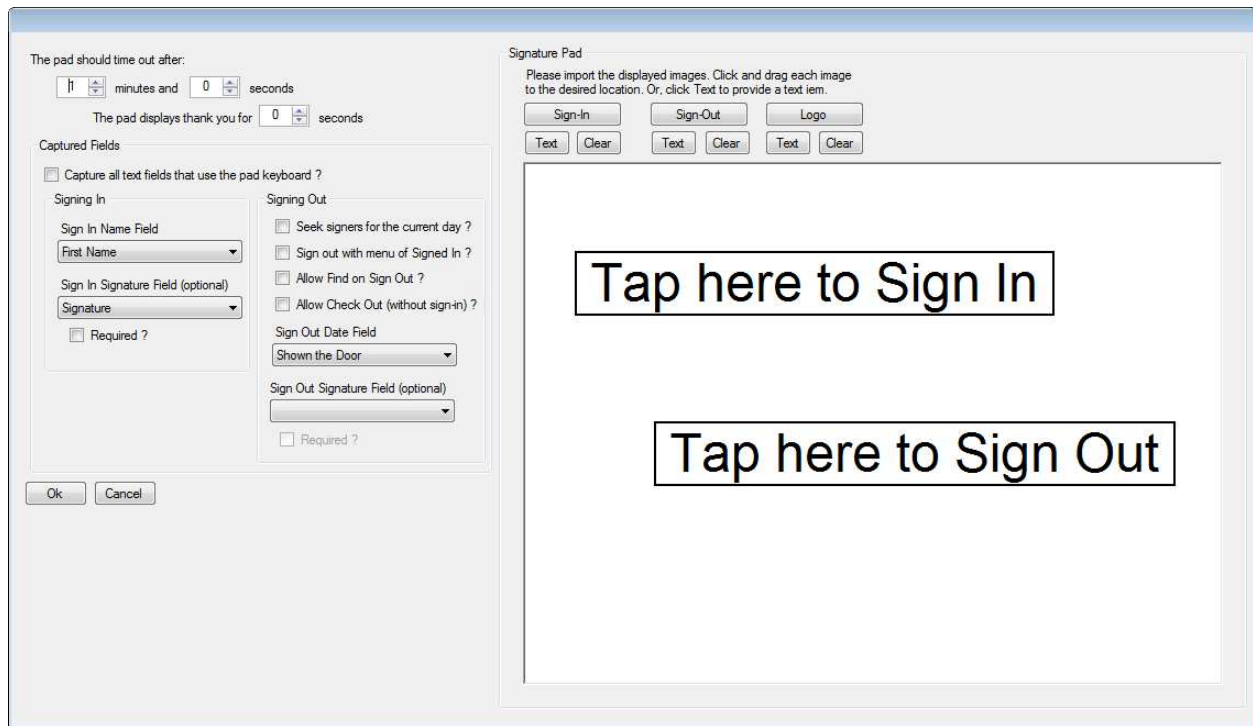 The pad should time out after:
1 minutes and 0 seconds
The pad displays thank you for 0 seconds
Captured Fields
Capture all text fields that use the pad keyboard ?
Signing In
Sign In Name Field
First Name
Sign In Signature Field (optional)
Signature
Required ?
Signing Out
Seek signers for the current day ?
Sign out with menu of Signed In ?
Allow Find on Sign Out ?
Allow Check Out (without sign-in) ?
Sign Out Date Field
Shown the Door
Sign Out Signature Field (optional)
Required ?
Ok Cancel
Signature Pad
Please import the displayed images. Click and drag each image
to the desired location. Or, click Text to provide a text iem.
Sign-In Sign-Out Logo
Text Clear Text Clear Text Clear
Tap here to Sign In
Tap here to Sign Out